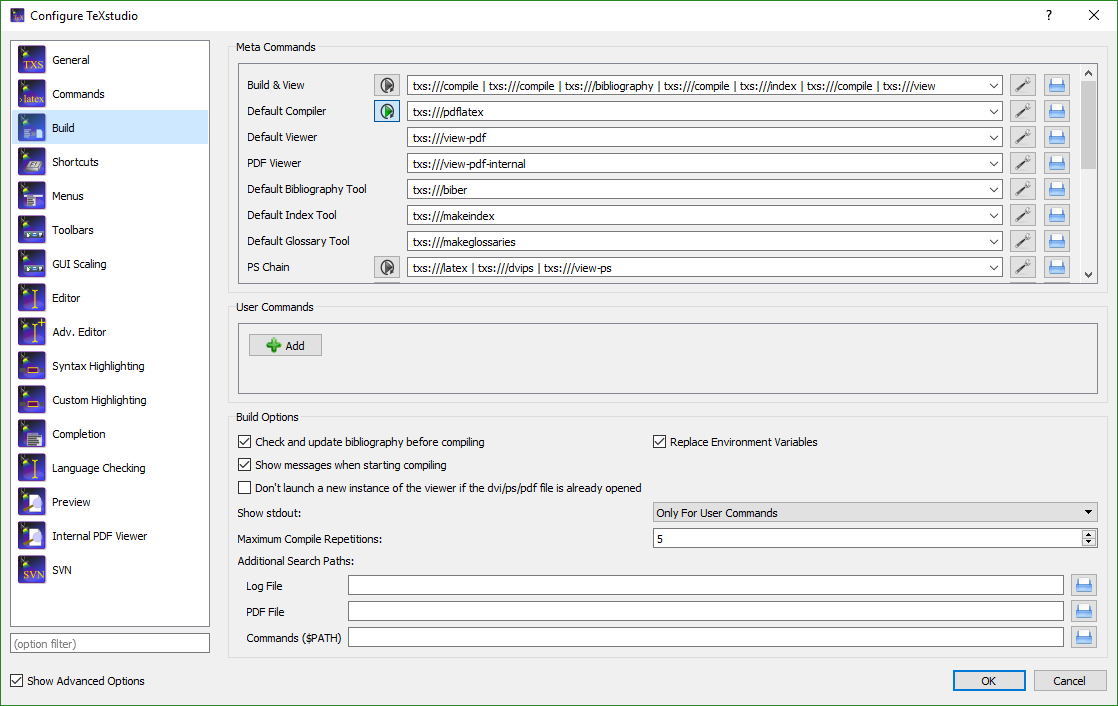 Configure TeXstudio
?
TXS
General
latex
Commands
Build
Shortcuts
Menus
Toolbars
GUI Scaling
Editor
Adv. Editor
Syntax Highlighting
Custom Highlighting
Completion
Language Checking
Preview
Internal PDF Viewer
SVN
SVN
(option filter)
Show Advanced Options
Meta Commands
Build & View
txs:///compile | txs:///compile | txs:///bibliography | txs:///compile | txs:///index | txs:///compile | txs:///view
Default Compiler
txs:///pdflatex
Default Viewer
txs:///view-pdf
PDF Viewer
txs:///view-pdf-internal
Default Bibliography Tool
txs:///biber
Default Index Tool
txs:///makeindex
Default Glossary Tool
txs:///makeglossaries
PS Chain
txs:///latex | txs:///dvips | txs:///view-ps
User Commands
Add
Build Options
Check and update bibliography before compiling
Replace Environment Variables
Show messages when starting compiling
Don't launch a new instance of the viewer if the dvi/ps/pdf file is already opened
Show stdout:
Only For User Commands
Maximum Compile Repetitions:
5
Additional Search Paths:
Log File
PDF File
Commands ($PATH)
OK
Cancel